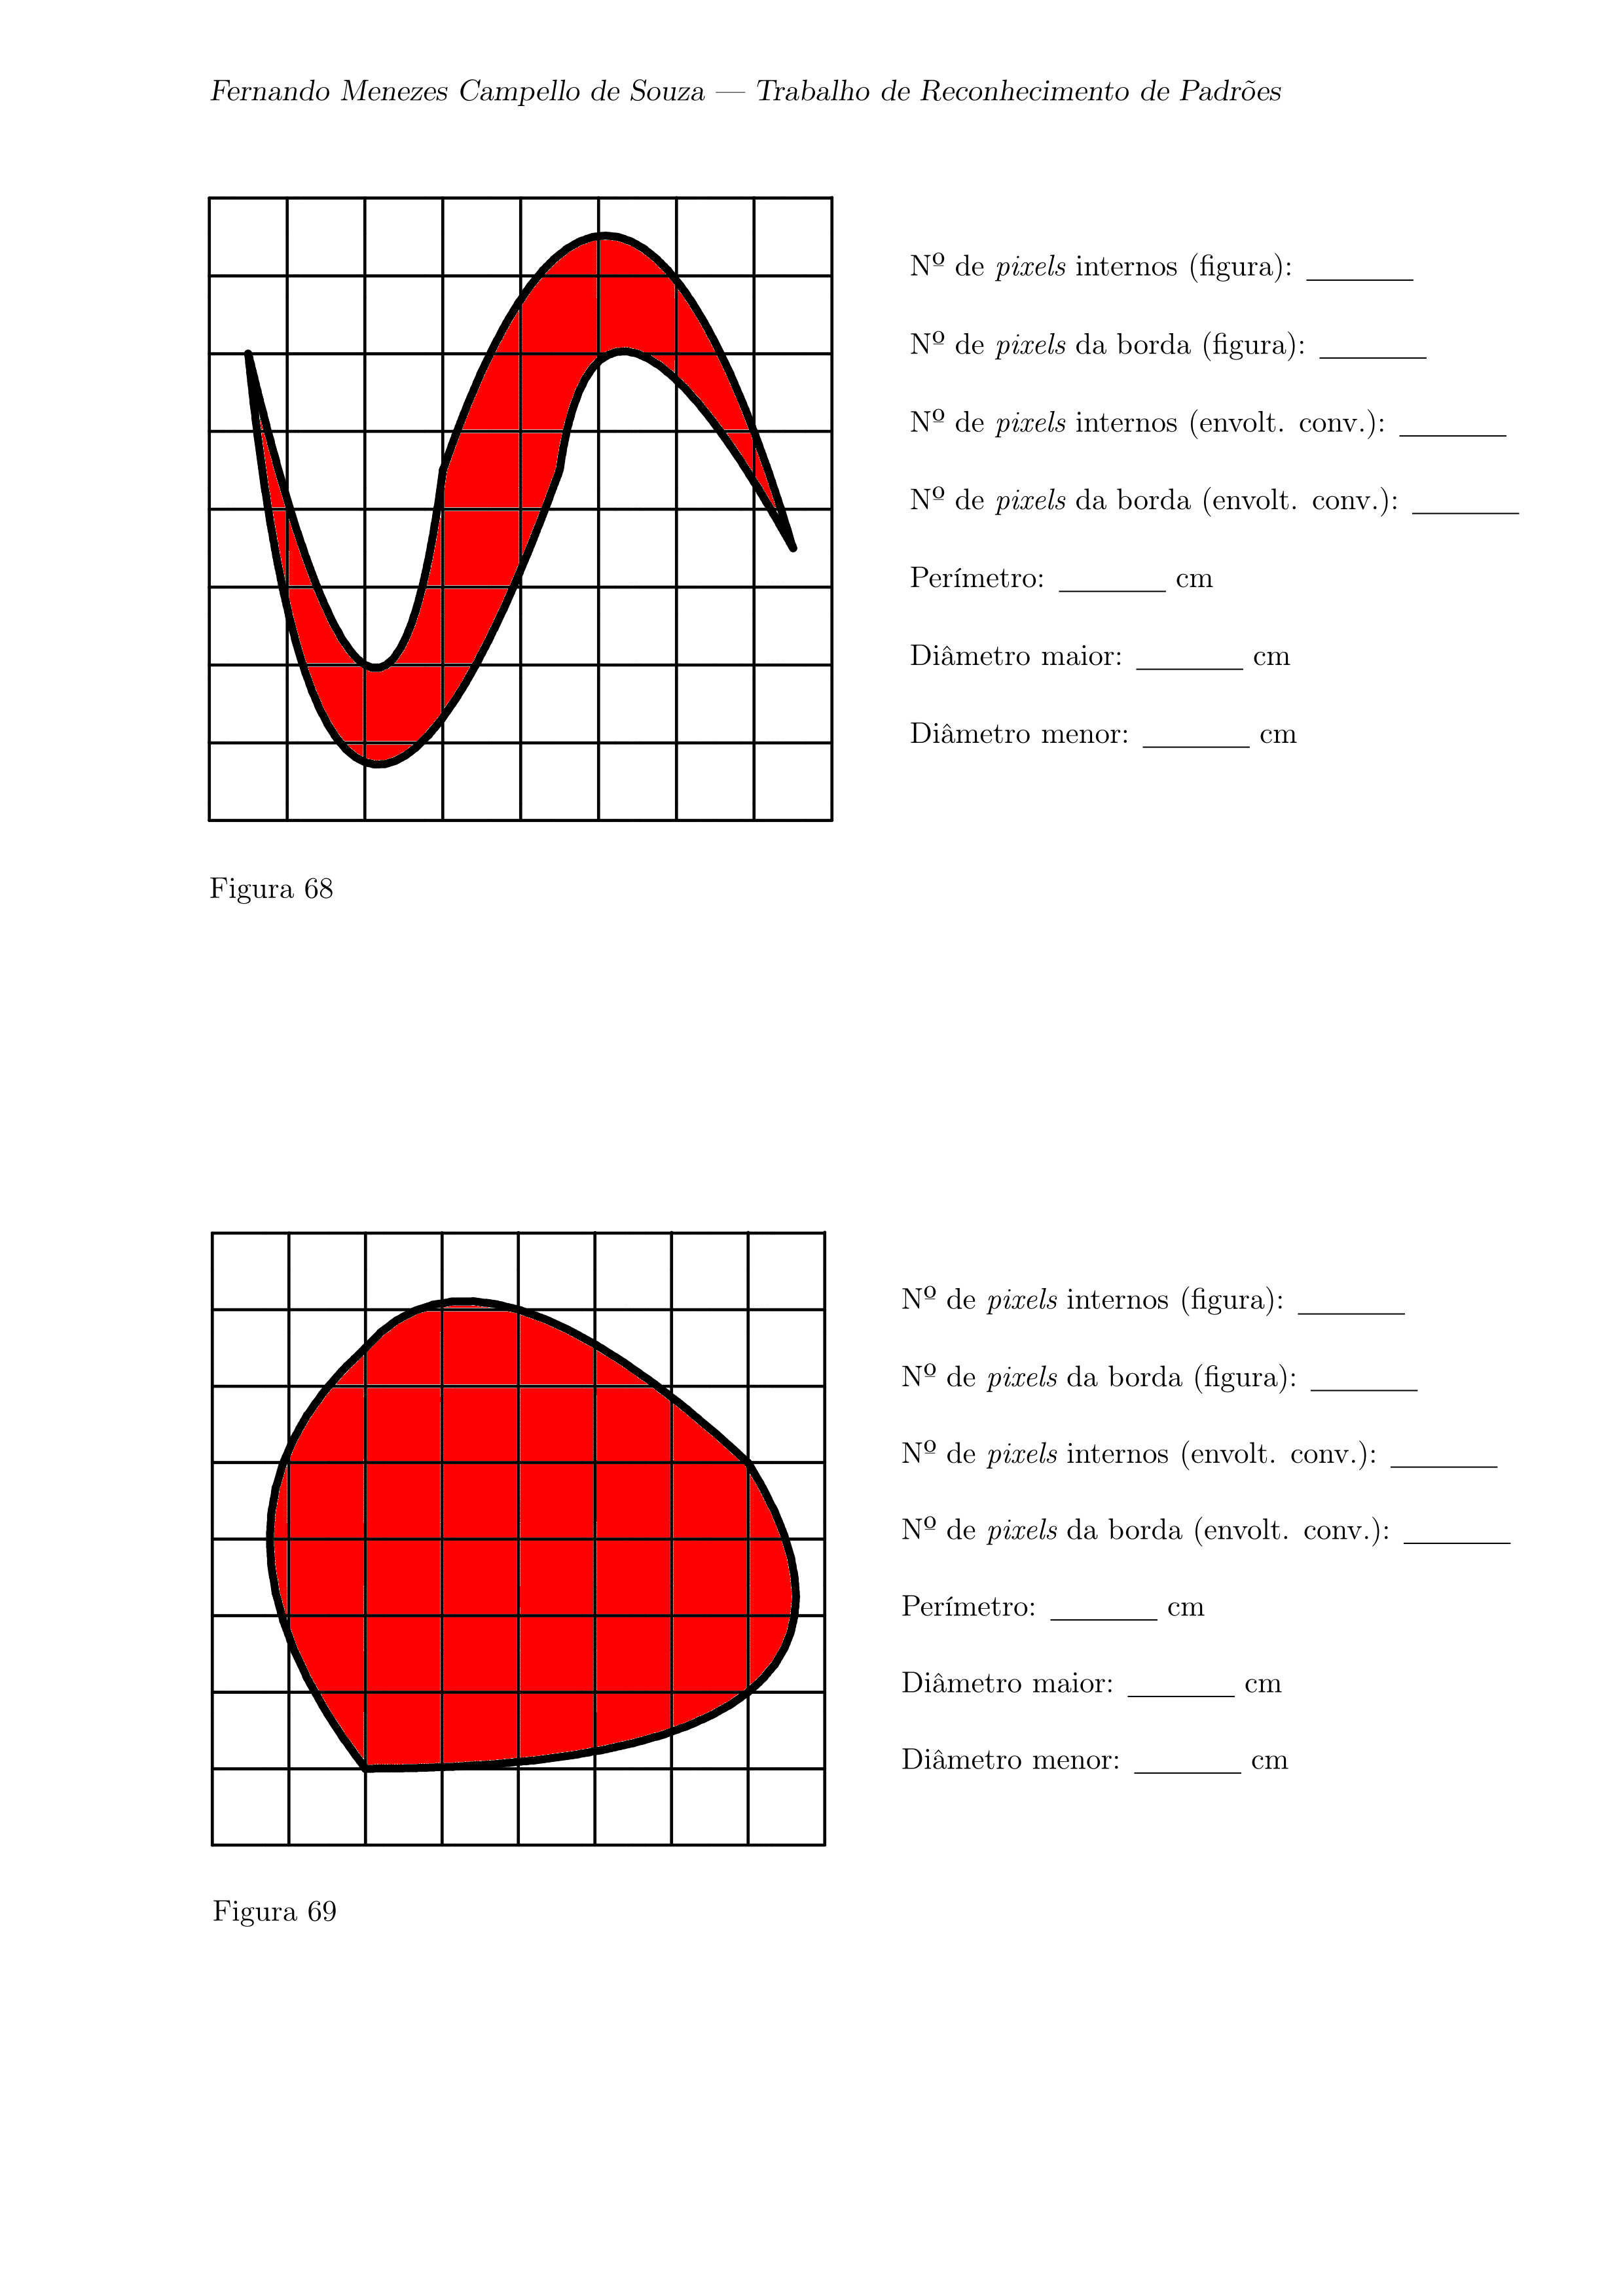 Fernando Menezes Campello de Souza — Trabalho de Reconhecimento de Padrões
Nº de pixels internos (figura): _______
Nº de pixels da borda (figura): _______
Nº de pixels internos (envolt. conv.): _______
Nº de pixels da borda (envolt. conv.): _______
Perímetro: _______ cm
Diâmetro maior: _______ cm
Diâmetro menor: _______ cm
Figura 68
Nº de pixels internos (figura): _______
Nº de pixels da borda (figura): _______
Nº de pixels internos (envolt. conv.): _______
Nº de pixels da borda (envolt. conv.): _______
Perímetro: _______ cm
Diâmetro maior: _______ cm
Diâmetro menor: _______ cm
Figura 69